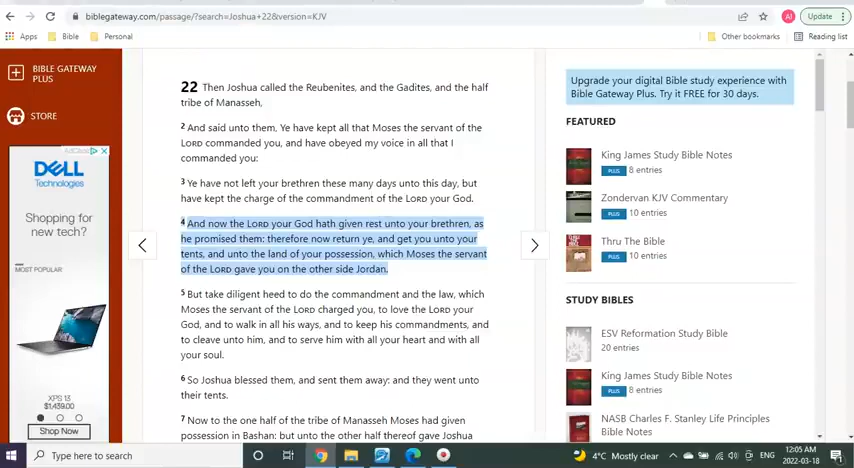 biblegateway.com/passage/?search=Joshua+22&version=KJV
Update
Apps
Bible
Personal
Other bookmarks
Reading list
BIBLE GATEWAY
PLUS
STORE
AdChoices
DELL
Technologies
Shopping for
new tech?
MOST POPULAR
XPS 13
$1,439.00
Shop Now
22 Then Joshua called the Reubenites, and the Gadites, and the half
tribe of Manasseh,
2 And said unto them, Ye have kept all that Moses the servant of the
LORD commanded you, and have obeyed my voice in all that I
commanded you:
3 Ye have not left your brethren these many days unto this day, but
have kept the charge of the commandment of the LORD your God.
4 And now the LORD your God hath given rest unto your brethren, as
he promised them: therefore now return ye, and get you unto your
tents, and unto the land of your possession, which Moses the servant
of the LORD gave you on the other side Jordan.
5 But take diligent heed to do the commandment and the law, which
Moses the servant of the LORD charged you, to love the LORD your
God, and to walk in all his ways, and to keep his commandments, and
to cleave unto him, and to serve him with all your heart and with all
your soul.
6 So Joshua blessed them, and sent them away: and they went unto
their tents.
7 Now to the one half of the tribe of Manasseh Moses had given
possession in Bashan: but unto the other half thereof gave Joshua
Upgrade your digital Bible study experience with
Bible Gateway Plus. Try it FREE for 30 days.
FEATURED
King James Study Bible Notes
PLUS 8 entries
Zondervan KJV Commentary
PLUS 10 entries
Thru The Bible
PLUS 10 entries
STUDY BIBLES
ESV Reformation Study Bible
20 entries
King James Study Bible Notes
PLUS 8 entries
NASB Charles F. Stanley Life Principles
Bible Notes
Type here to search
4°C Mostly clear
ENG
12:05 AM
2022-03-18